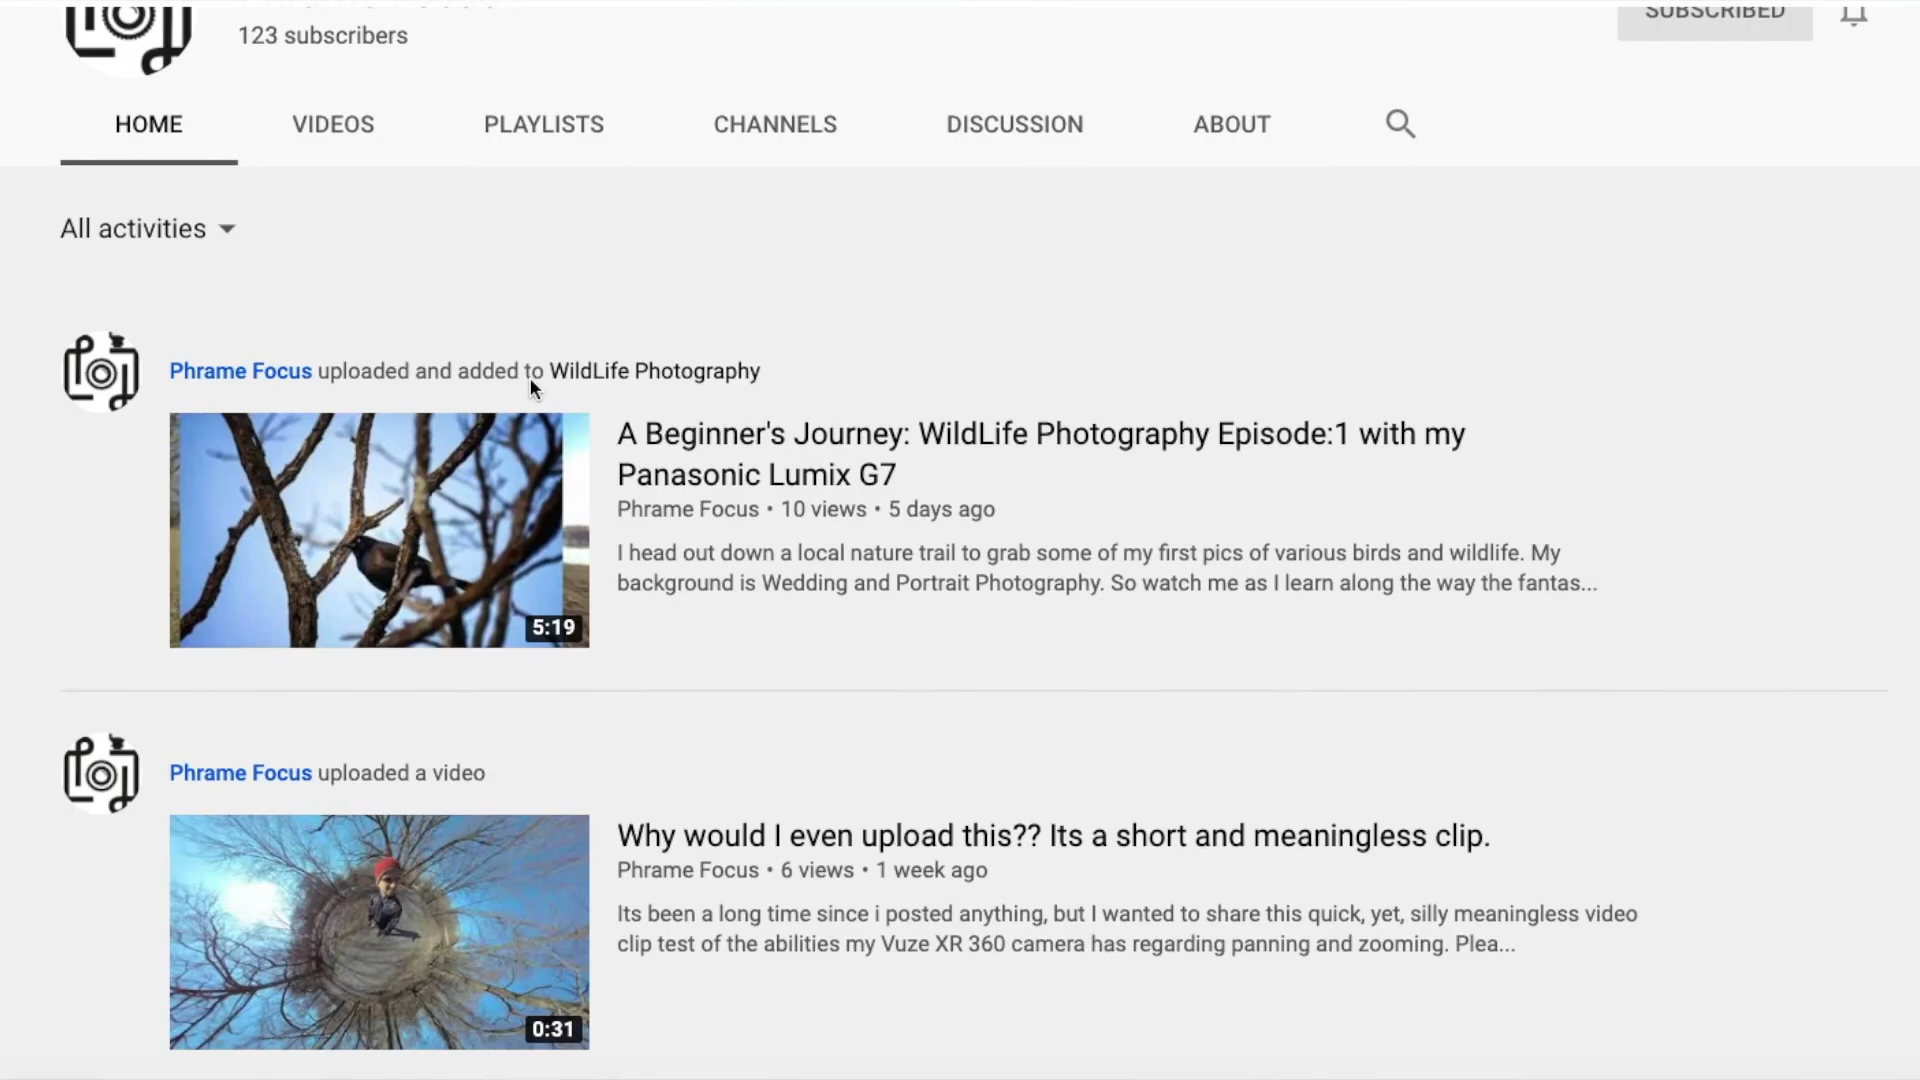 123 subscribers
SUBSCRIBED
HOME VIDEOS PLAYLISTS CHANNELS DISCUSSION ABOUT
All activities
Phrame Focus uploaded and added to WildLife Photography
A Beginner's Journey: WildLife Photography Episode:1 with my
Panasonic Lumix G7
Phrame Focus • 10 views • 5 days ago
I head out down a local nature trail to grab some of my first pics of various birds and wildlife. My
background is Wedding and Portrait Photography. So watch me as I learn along the way the fantas...
5:19
Phrame Focus uploaded a video
Why would I even upload this?? Its a short and meaningless clip.
Phrame Focus • 6 views • 1 week ago
Its been a long time since i posted anything, but I wanted to share this quick, yet, silly meaningless video
clip test of the abilities my Vuze XR 360 camera has regarding panning and zooming. Plea...
0:31